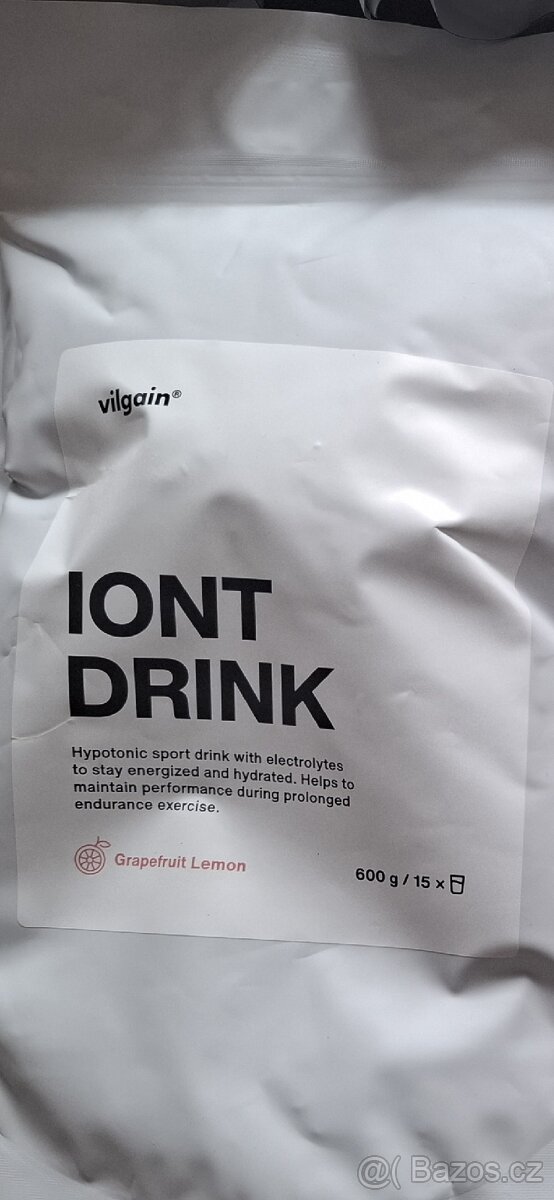 vilgain®
IONT
DRINK
Hypotonic sport drink with electrolytes
to stay energized and hydrated. Helps to
maintain performance during prolonged
endurance exercise.
Grapefruit Lemon
600 g / 15 x
@( Bazos.cz